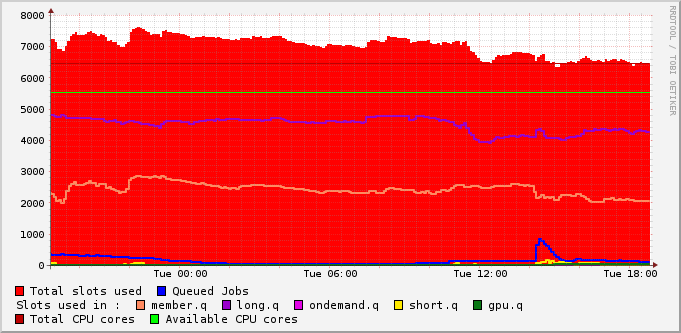 8000
7000
6000
5000
4000
3000
2000
1000
0
Tue 00:00 Tue 06:00 Tue 12:00 Tue 18:00
Total slots used Queued Jobs
Slots used in : member.q long.q ondemand.q short.q gpu.q
Total CPU cores Available CPU cores
RRDTOOL / TOBI OETIKER